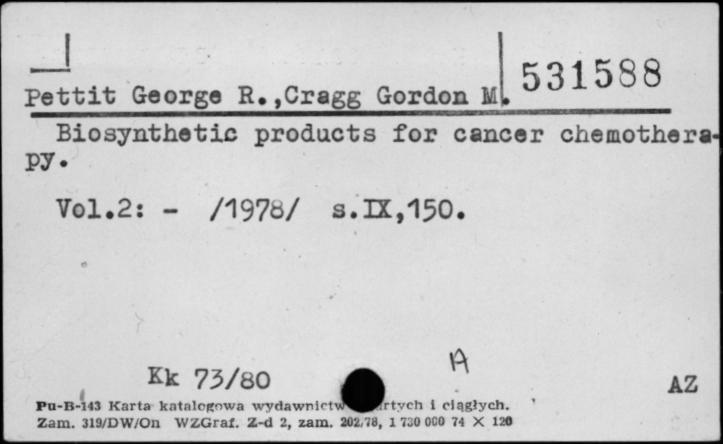 531588
Pettit George R.,Cragg Gordon M.
Biosynthetic products for cancer chemothera-
py.
Vol.2: - /1978/ s.IX,150.
A
Kk 73/80
AZ
Pu-B-143 Karta katalogowa wydawnictw i ciągłych.
Zam. 319/DW/On WZGraf. Z-d 2, zam. 202/78, 1 730 000 74 X 120